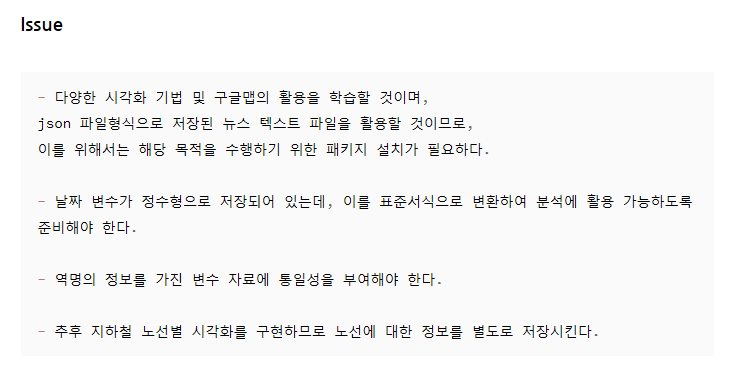 Issue
- 다양한 시각화 기법 및 구글맵의 활용을 학습할 것이며,
json 파일형식으로 저장된 뉴스 텍스트 파일을 활용할 것이므로,
이를 위해서는 해당 목적을 수행하기 위한 패키지 설치가 필요하다.
- 날짜 변수가 정수형으로 저장되어 있는데, 이를 표준서식으로 변환하여 분석에 활용 가능하도록
준비해야 한다.
- 역명의 정보를 가진 변수 자료에 통일성을 부여해야 한다.
- 추후 지하철 노선별 시각화를 구현하므로 노선에 대한 정보를 별도로 저장시킨다.